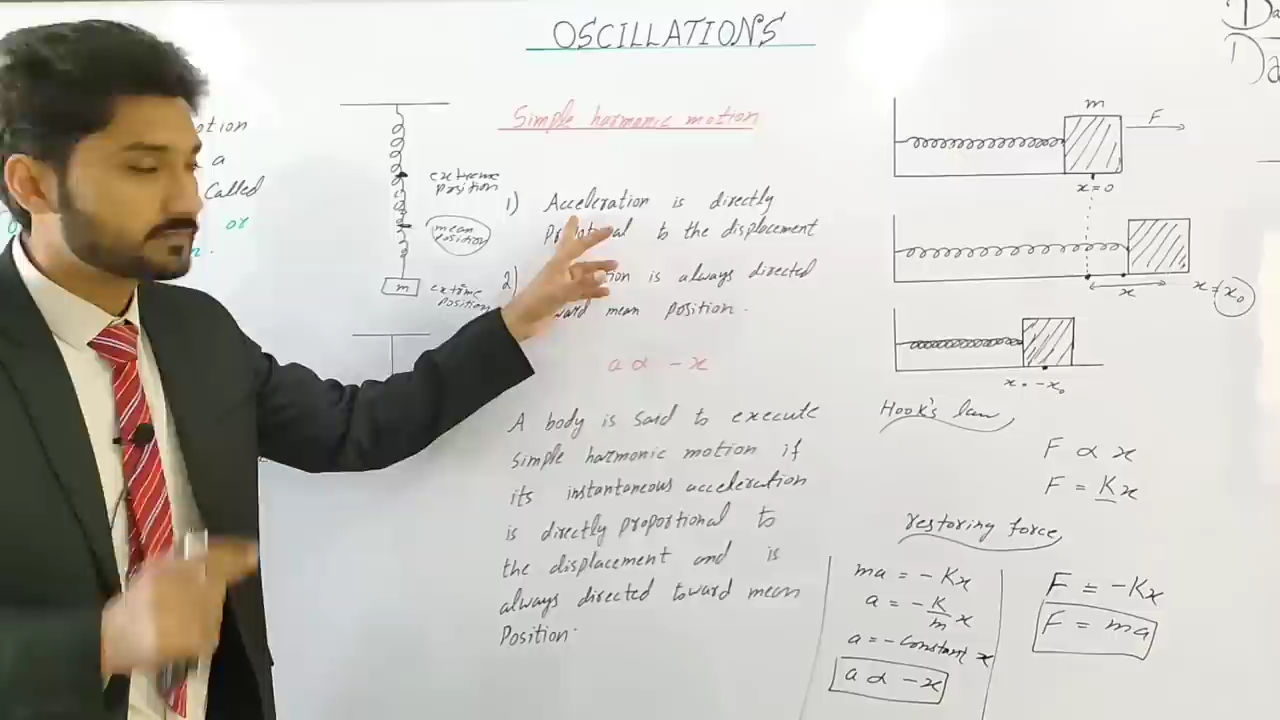 OSCILLATIONS
Simple harmonic motion
1) Acceleration is directly
to the displacement
2) is always directed
mean position.
a α -x
A body is said to execute
simple harmonic motion if
its instantaneous acceleration
is directly proportional to
the displacement and is
always directed toward mean
Position.
a
Called
or
extreme
position
mean
position
m
extreme
position
m
F
x=0
x
x=x₀
x=-x₀
Hook's law
F α x
F = Kx
restoring force
ma = -Kx
a = -K/m x
a = -constant x
a α -x
F = -Kx
F = ma